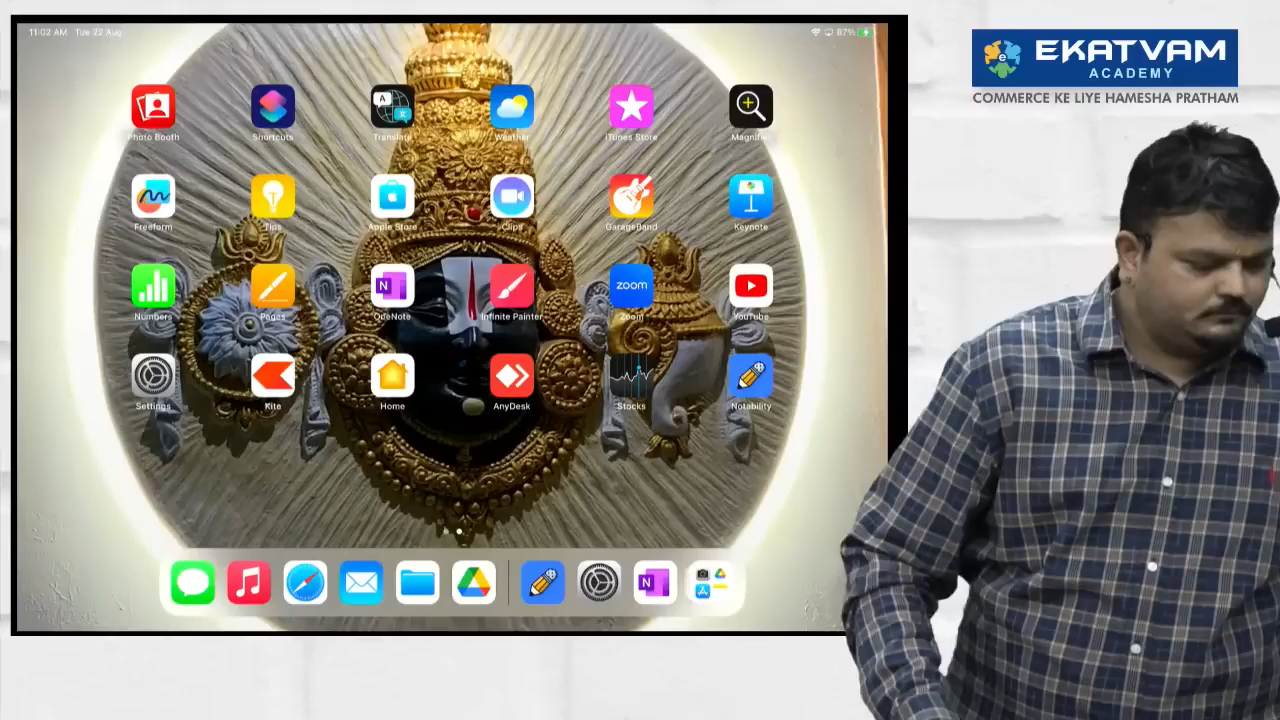 11:02 AM Tue 22 Aug
87%
EKATVAM
ACADEMY
COMMERCE KE LIYE HAMESHA PRATHAM
Photo Booth
Shortcuts
Translate
Weather
iTunes Store
Magnifier
Freeform
Tips
Apple Store
Clips
GarageBand
Keynote
Numbers
Pages
OneNote
Infinite Painter
zoom
Zoom
YouTube
Settings
Kite
Home
AnyDesk
Stocks
Notability